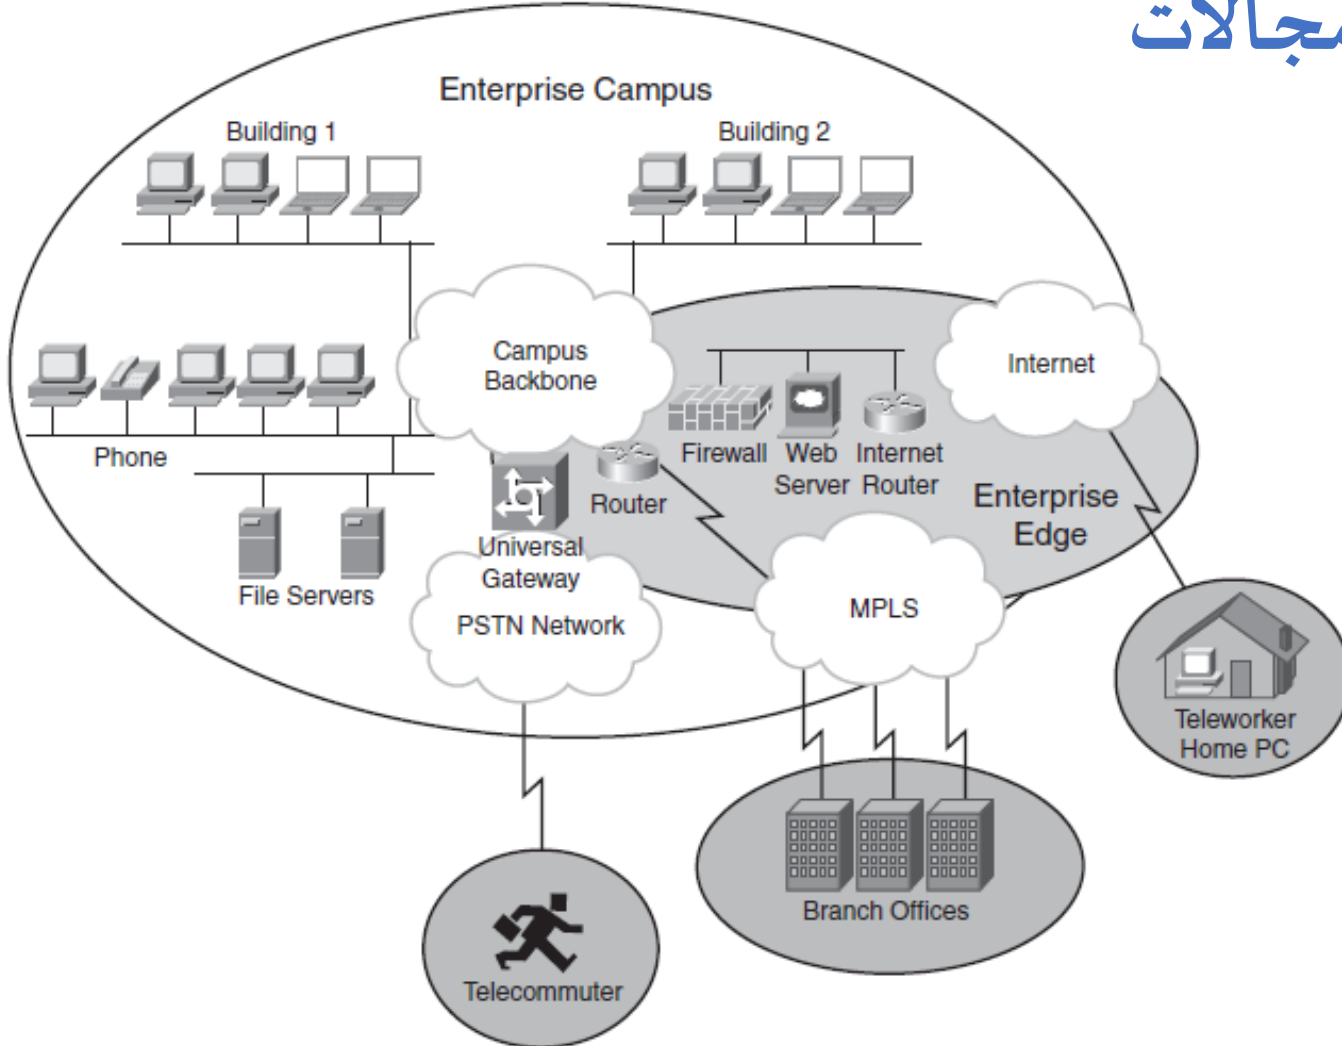 مجالات
Enterprise Campus
Building 1
Building 2
Campus
Backbone
Internet
Phone
Firewall
Web
Server
Internet
Router
Router
Enterprise
Edge
Universal
Gateway
File Servers
PSTN Network
MPLS
Teleworker
Home PC
Branch Offices
Telecommuter